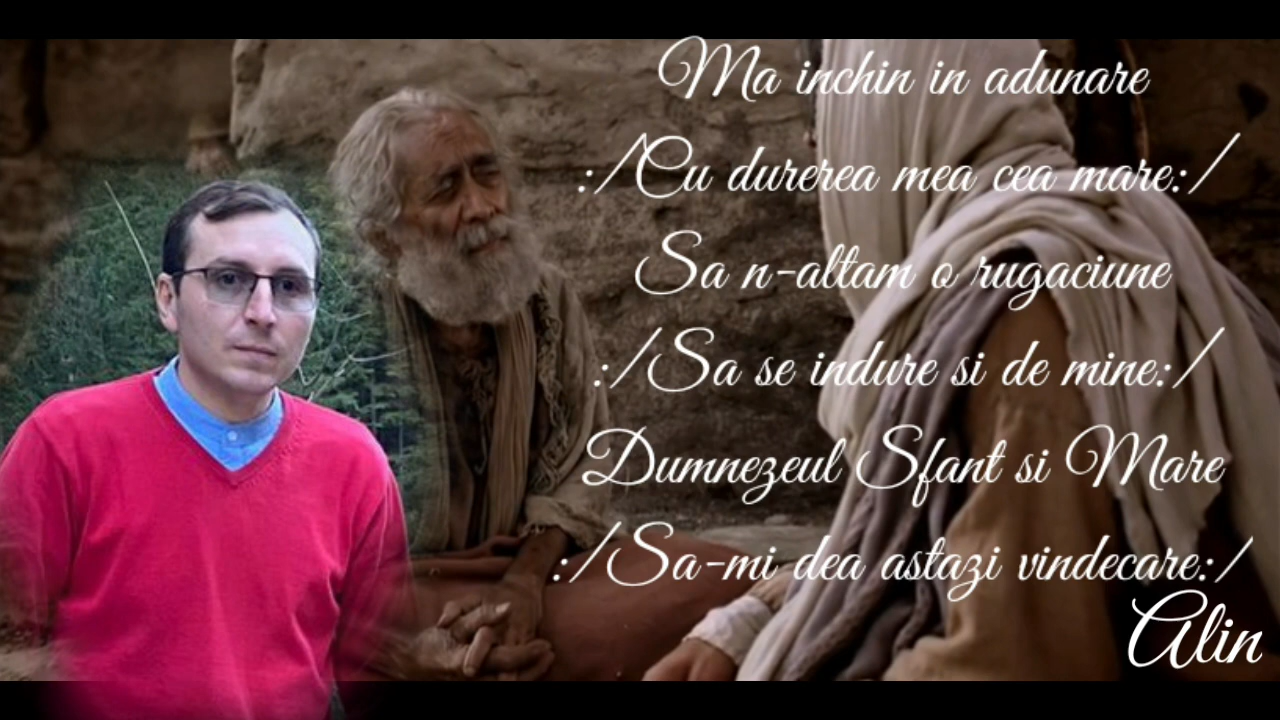 Ma inchin in adunare
:/Cu durerea mea cea mare:/
Sa n-altam o rugaciune
:/Sa se indure si de mine:/
Dumnezeul Sfant si Mare
:/Sa-mi dea astazi vindecare:/
Alin